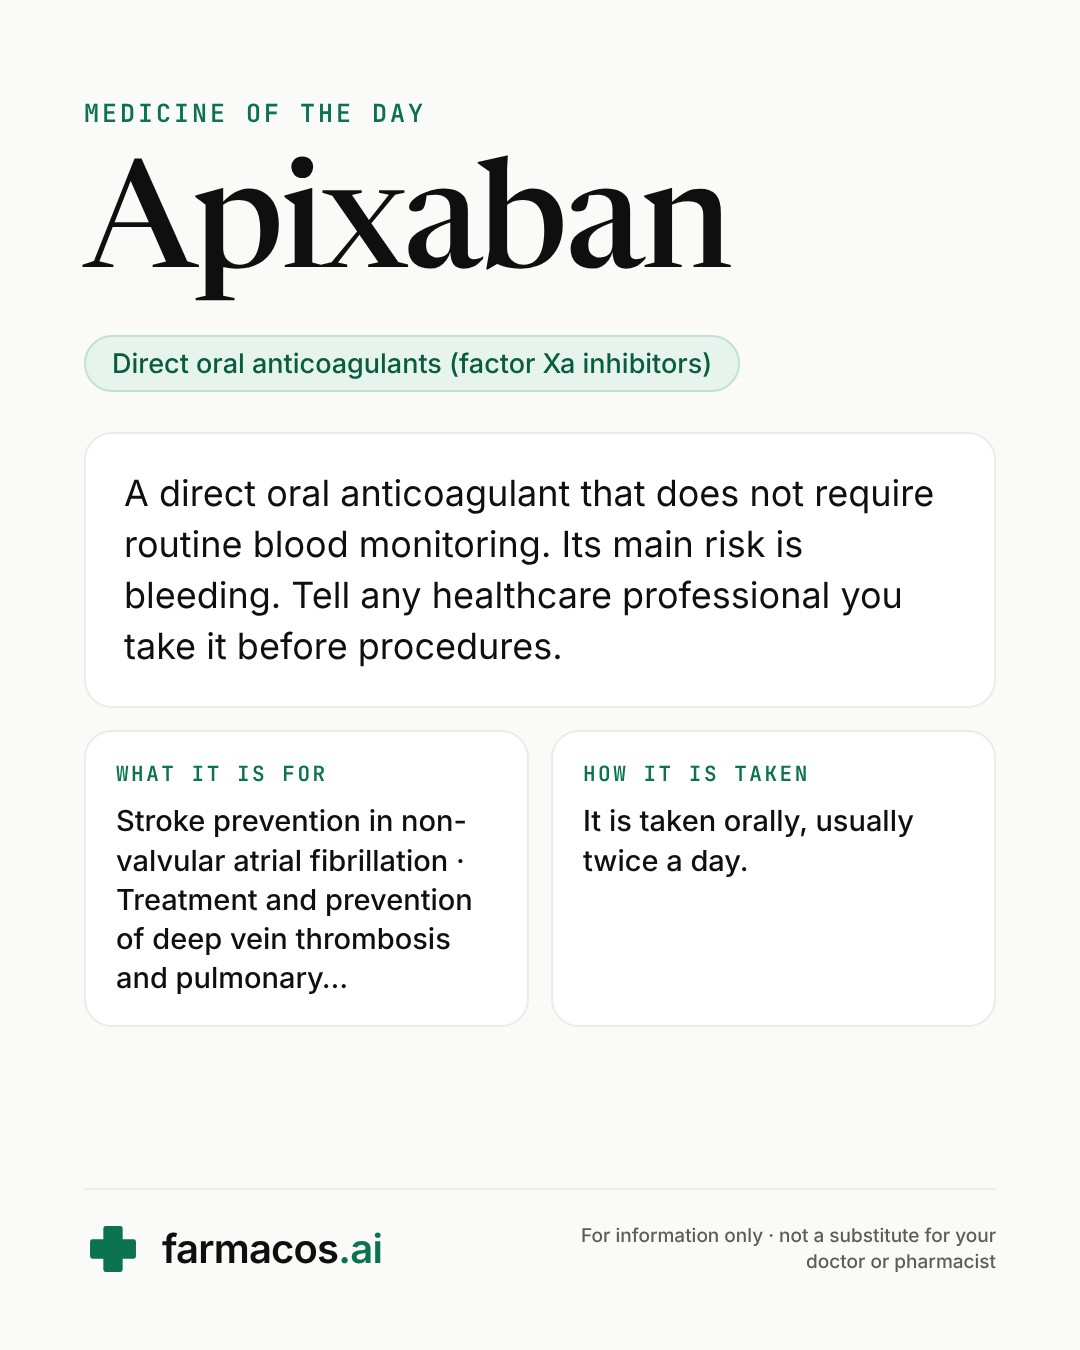 MEDICINE OF THE DAY
Apixaban
Direct oral anticoagulants (factor Xa inhibitors)
A direct oral anticoagulant that does not require
routine blood monitoring. Its main risk is
bleeding. Tell any healthcare professional you
take it before procedures.
WHAT IT IS FOR
Stroke prevention in non-
valvular atrial fibrillation ·
Treatment and prevention
of deep vein thrombosis
and pulmonary...
HOW IT IS TAKEN
It is taken orally, usually
twice a day.
farmacos.ai
For information only · not a substitute for your
doctor or pharmacist